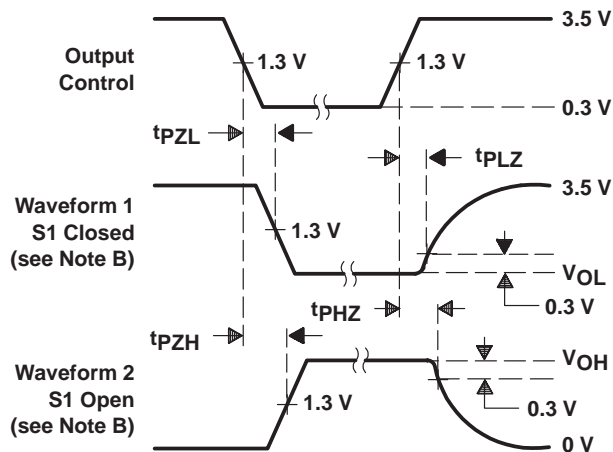 3.5 V
Output
Control
1.3 V
1.3 V
0.3 V
tPZL
tPLZ
3.5 V
Waveform 1
S1 Closed
(see Note B)
1.3 V
VOL
0.3 V
tPHZ
tPZH
VOH
Waveform 2
S1 Open
(see Note B)
1.3 V
0.3 V
0 V